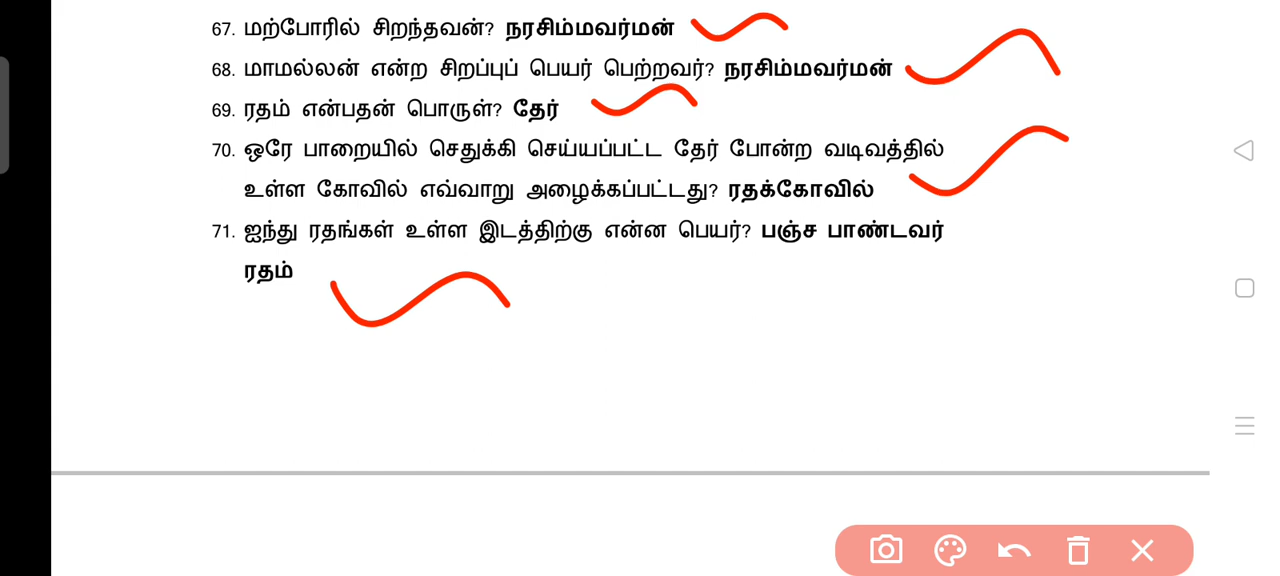 67. மற்போரில் சிறந்தவன்? நரசிம்மவர்மன்
68. மாமல்லன் என்ற சிறப்புப் பெயர் பெற்றவர்? நரசிம்மவர்மன்
69. ரதம் என்பதன் பொருள்? தேர்
70. ஒரே பாறையில் செதுக்கி செய்யப்பட்ட தேர் போன்ற வடிவத்தில்
உள்ள கோவில் எவ்வாறு அழைக்கப்பட்டது? ரதக்கோவில்
71. ஐந்து ரதங்கள் உள்ள இடத்திற்கு என்ன பெயர்? பஞ்ச பாண்டவர்
ரதம்